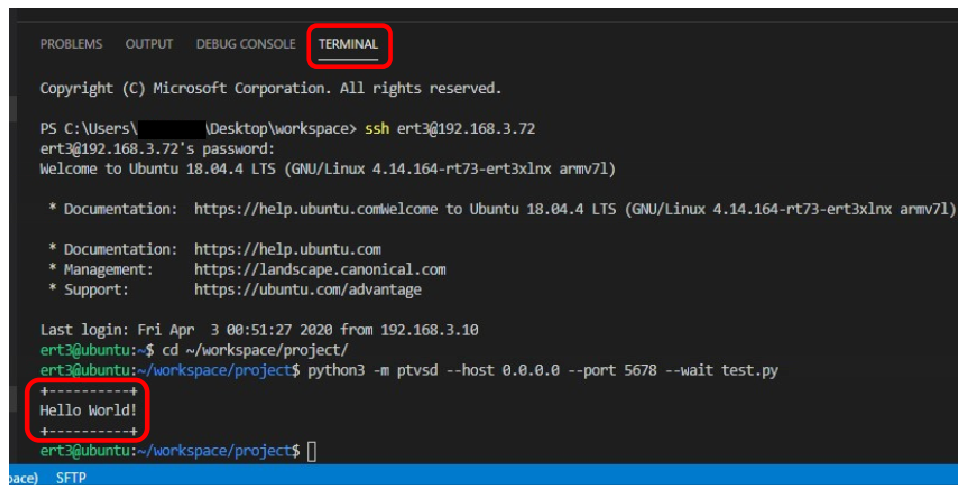 PROBLEMS OUTPUT DEBUG CONSOLE TERMINAL
Copyright (C) Microsoft Corporation. All rights reserved.
PS C:\Users\ \Desktop\workspace> ssh ert3@192.168.3.72
ert3@192.168.3.72's password:
Welcome to Ubuntu 18.04.4 LTS (GNU/Linux 4.14.164-rt73-ert3xlnx armv7l)
* Documentation: https://help.ubuntu.comWelcome to Ubuntu 18.04.4 LTS (GNU/Linux 4.14.164-rt73-ert3xlnx armv7l)
* Documentation: https://help.ubuntu.com
* Management: https://landscape.canonical.com
* Support: https://ubuntu.com/advantage
Last login: Fri Apr 3 00:51:27 2020 from 192.168.3.10
ert3@ubuntu:~$ cd ~/workspace/project/
ert3@ubuntu:~/workspace/project$ python3 -m ptvsd --host 0.0.0.0 --port 5678 --wait test.py
+----------+
Hello World!
+----------+
ert3@ubuntu:~/workspace/project$
pace) SFTP